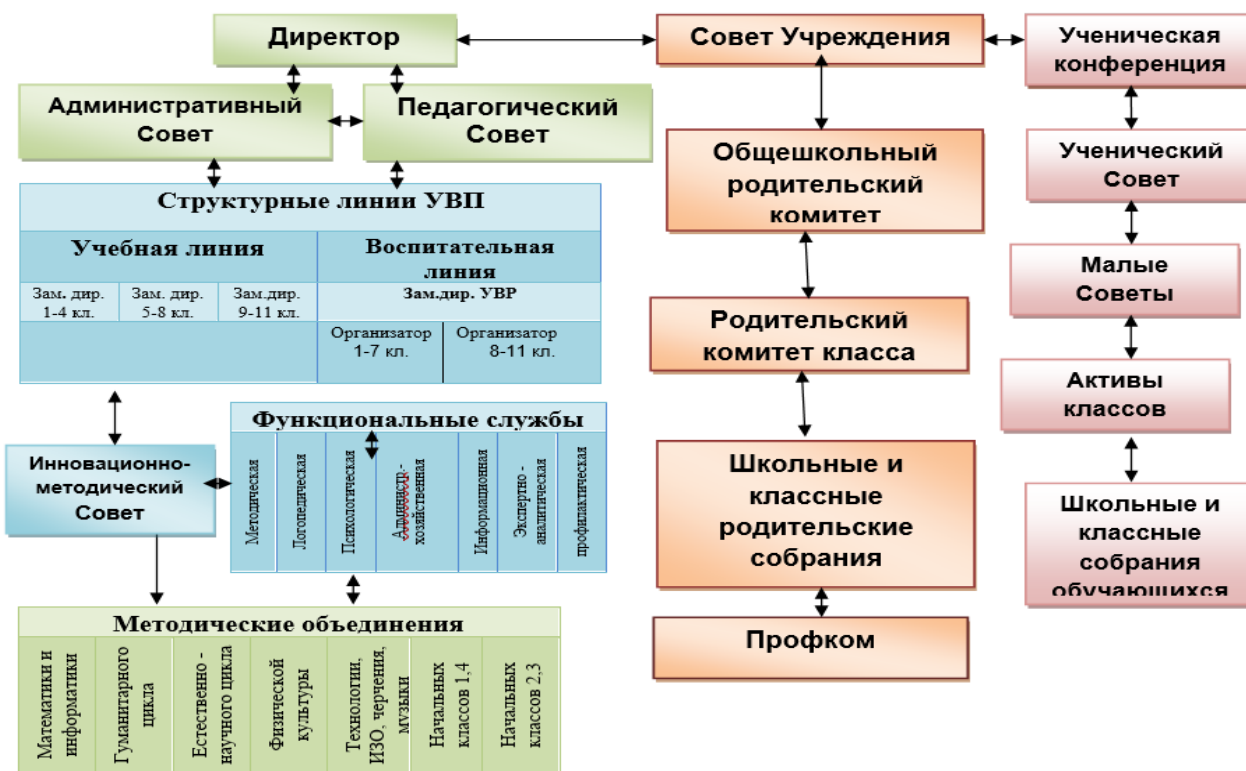 Директор
Совет Учреждения
Ученическая
конференция
Административный
Совет
Педагогический
Совет
Общешкольный
родительский
комитет
Ученический
Совет
Структурные линии УВП
Учебная линия
Воспитательная
линия
Зам. дир.
1-4 кл.
Зам. дир.
5-8 кл.
Зам.дир.
9-11 кл.
Зам.дир. УВР
Организатор
1-7 кл.
Организатор
8-11 кл.
Малые
Советы
Родительский
комитет класса
Активы
классов
Функциональные службы
Инновационно-
методический
Совет
Методическая
Логопедическая
Психологическая
Администр.-
хозяйственная
Информационная
Экспертно -
аналитическая
профилактическая
Школьные и
классные
родительские
собрания
Школьные и
классные
собрания
обучающихся
Методические объединения
Математики и
информатики
Гуманитарного
цикла
Естественно -
научного цикла
Физической
культуры
Технологии,
ИЗО, черчения,
музыки
Начальных
классов 1,4
Начальных
классов 2,3
Профком